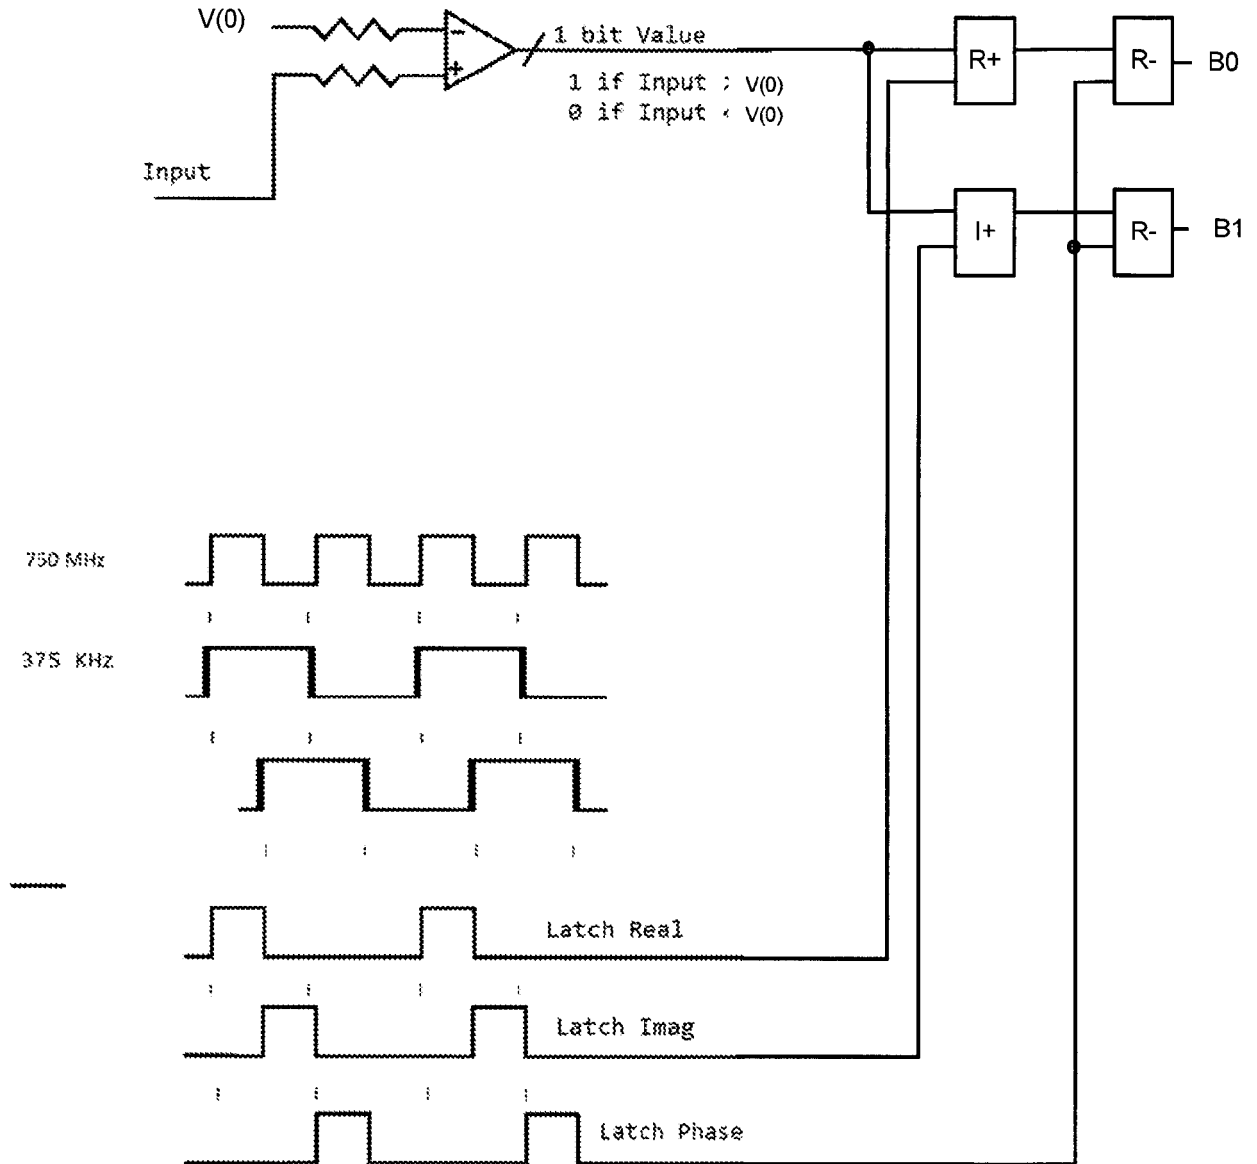 V(0)
1 bit Value
R+
R-
B0
1 if Input > V(0)
0 if Input < V(0)
Input
I+
R-
B1
750 MHz
375 KHz
Latch Real
Latch Imag
Latch Phase